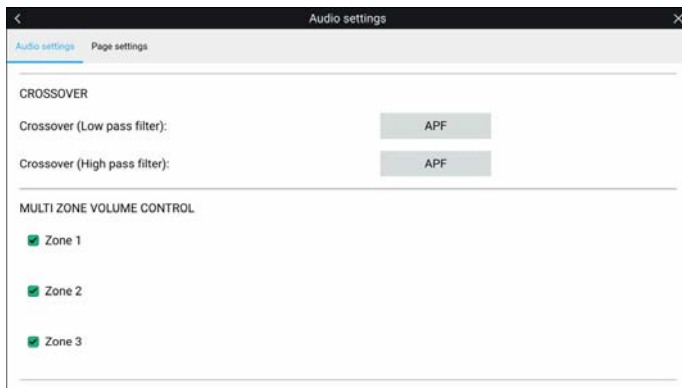 Audio settings
Audio settings Page settings
CROSSOVER
Crossover (Low pass filter): APF
Crossover (High pass filter): APF
MULTI ZONE VOLUME CONTROL
Zone 1
Zone 2
Zone 3